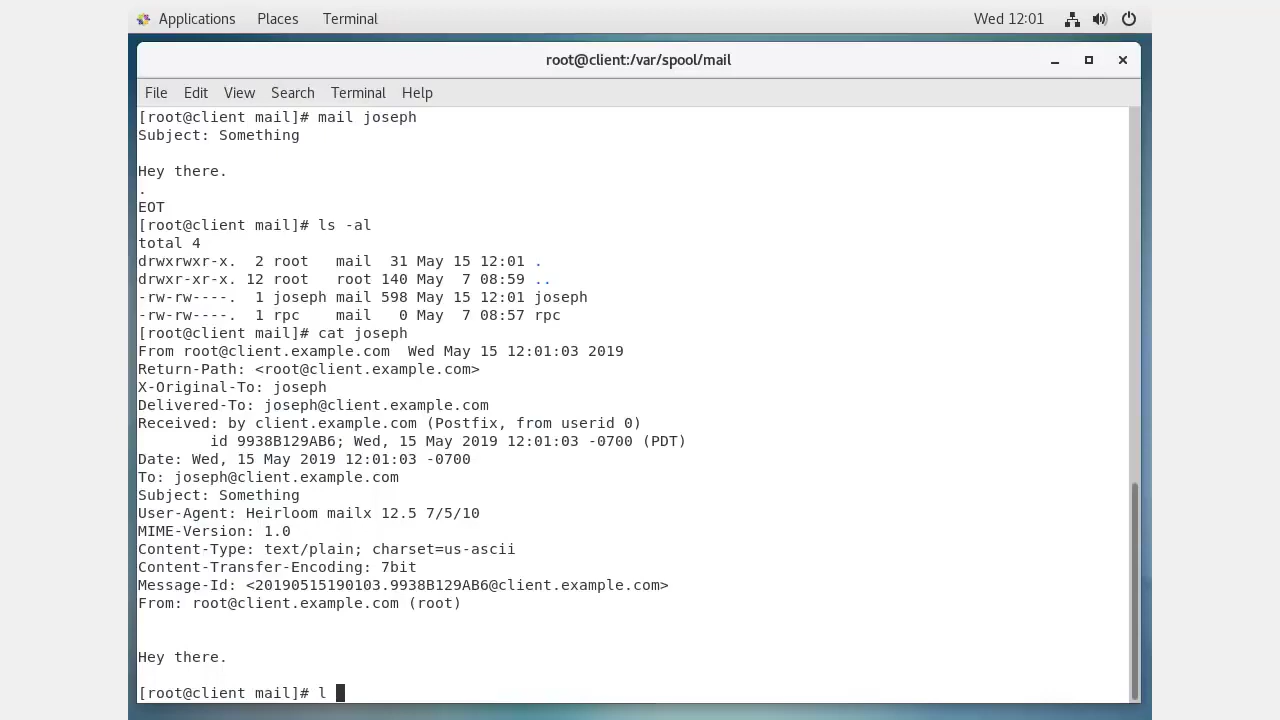 Applications Places Terminal Wed 12:01
root@client:/var/spool/mail
File Edit View Search Terminal Help
[root@client mail]# mail joseph
Subject: Something

Hey there.
.
EOT
[root@client mail]# ls -al
total 4
drwxrwxr-x.  2 root   mail  31 May 15 12:01 .
drwxr-xr-x. 12 root   root 140 May  7 08:59 ..
-rw-rw----.  1 joseph mail 598 May 15 12:01 joseph
-rw-rw----.  1 rpc    mail   0 May  7 08:57 rpc
[root@client mail]# cat joseph
From root@client.example.com  Wed May 15 12:01:03 2019
Return-Path: <root@client.example.com>
X-Original-To: joseph
Delivered-To: joseph@client.example.com
Received: by client.example.com (Postfix, from userid 0)
        id 9938B129AB6; Wed, 15 May 2019 12:01:03 -0700 (PDT)
Date: Wed, 15 May 2019 12:01:03 -0700
To: joseph@client.example.com
Subject: Something
User-Agent: Heirloom mailx 12.5 7/5/10
MIME-Version: 1.0
Content-Type: text/plain; charset=us-ascii
Content-Transfer-Encoding: 7bit
Message-Id: <20190515190103.9938B129AB6@client.example.com>
From: root@client.example.com (root)


Hey there.

[root@client mail]# l